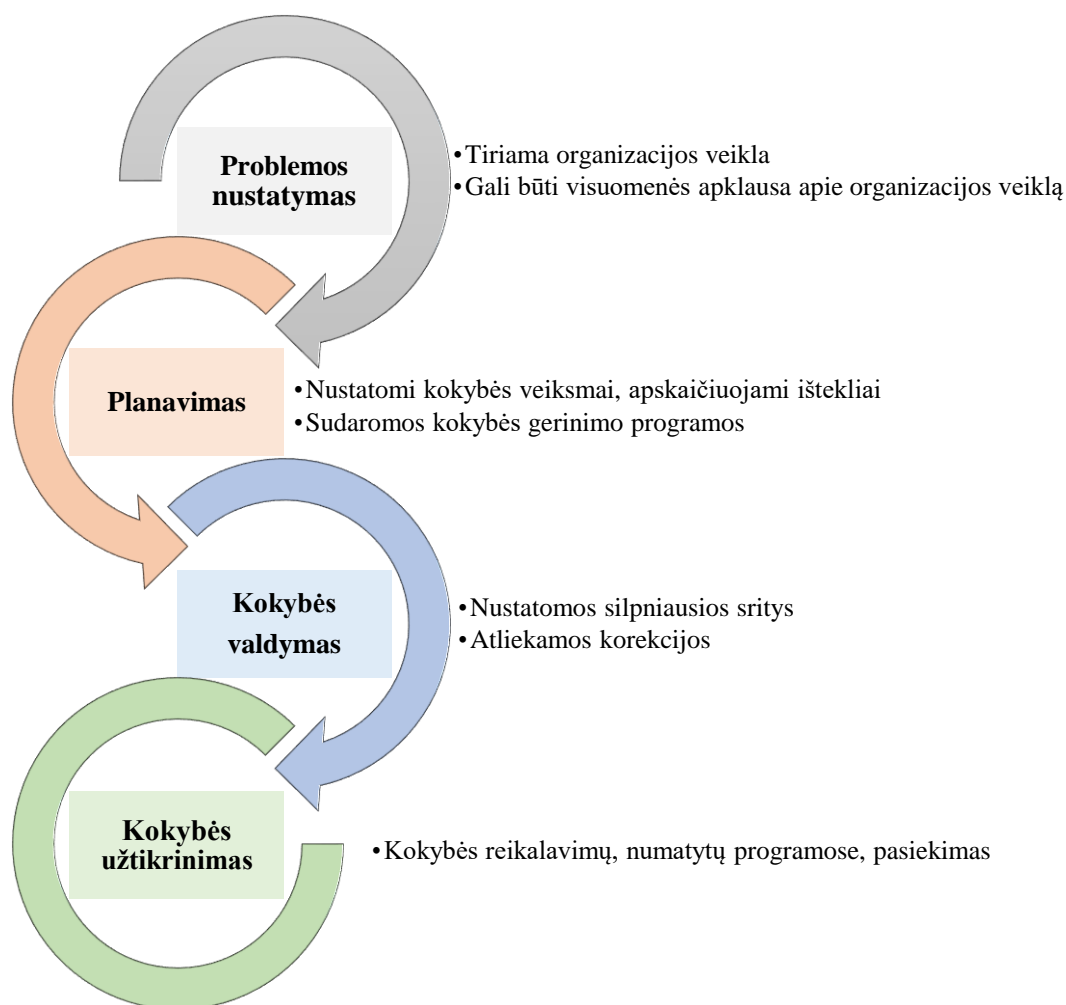 Problemos
nustatymas
•Tiriama organizacijos veikla
•Gali būti visuomenės apklausa apie organizacijos veiklą
Planavimas
•Nustatomi kokybės veiksmai, apskaičiuojami ištekliai
•Sudaromos kokybės gerinimo programos
Kokybės
valdymas
•Nustatomos silpniausios sritys
•Atliekamos korekcijos
Kokybės
užtikrinimas
•Kokybės reikalavimų, numatytų programose, pasiekimas